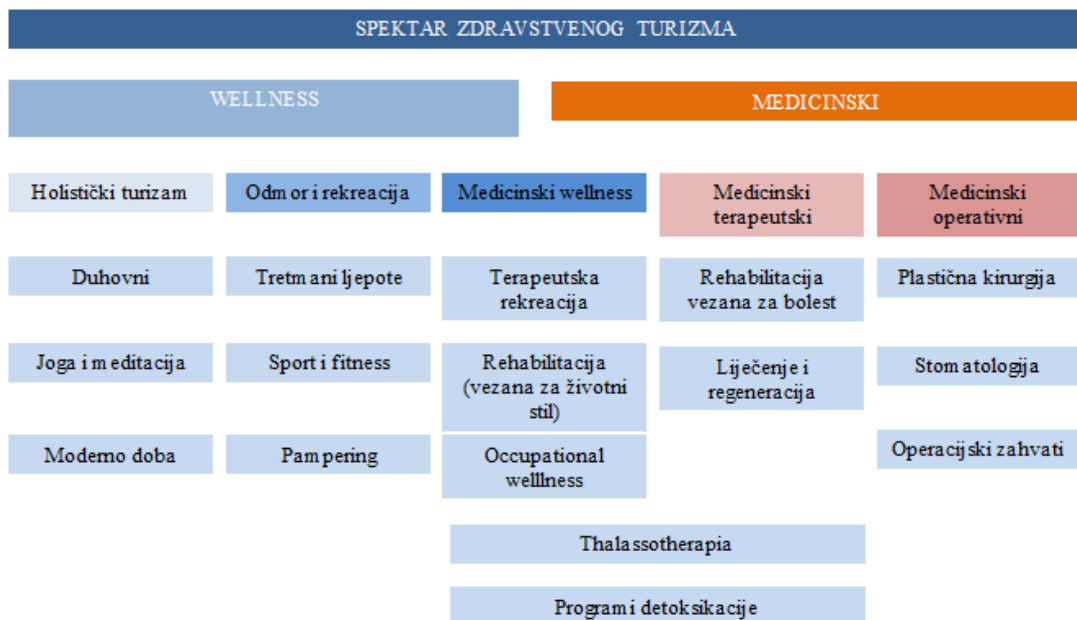 SPEKTAR ZDRAVSTVENOG TURIZMA
WELLNESS
MEDICINSKI
Holistički turizam
Odmor i rekreacija
Medicinski wellness
Medicinski
terapeutski
Medicinski
operativni
Duhovni
Tretmani ljepote
Terapeutska
rekreacija
Rehabilitacija
vezana za bolest
Plastična kirurgija
Joga i meditacija
Sport i fitness
Rehabilitacija
(vezana za životni
stil)
Liječenje i
regeneracija
Stomatologija
Moderno doba
Pampering
Occupational
welllness
Operacijski zahvati
Thalassotherapia
Programi detoksikacije